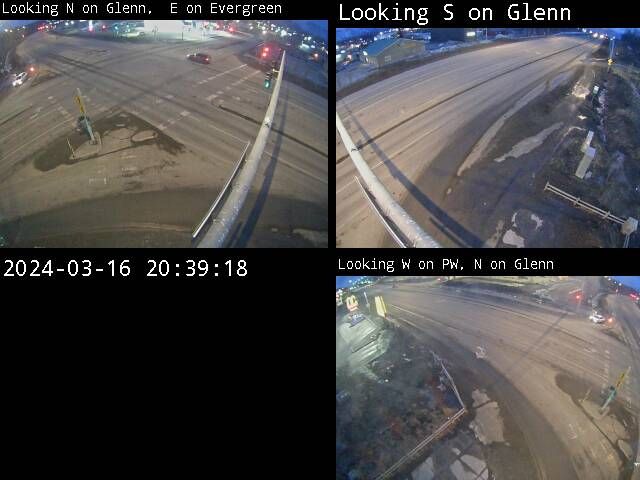 Looking N on Glenn,  E on Evergreen
Looking S on Glenn
2024-03-16 20:39:18
Looking W on PW, N on Glenn